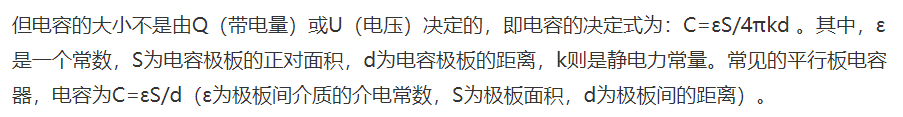 但电容的大小不是由Q（带电量）或U（电压）决定的，即电容的决定式为：C=εS/4πkd 。其中，ε
是一个常数，S为电容极板的正对面积，d为电容极板的距离，k则是静电力常量。常见的平行板电容
器，电容为C=εS/d（ε为极板间介质的介电常数，S为极板面积，d为极板间的距离）。